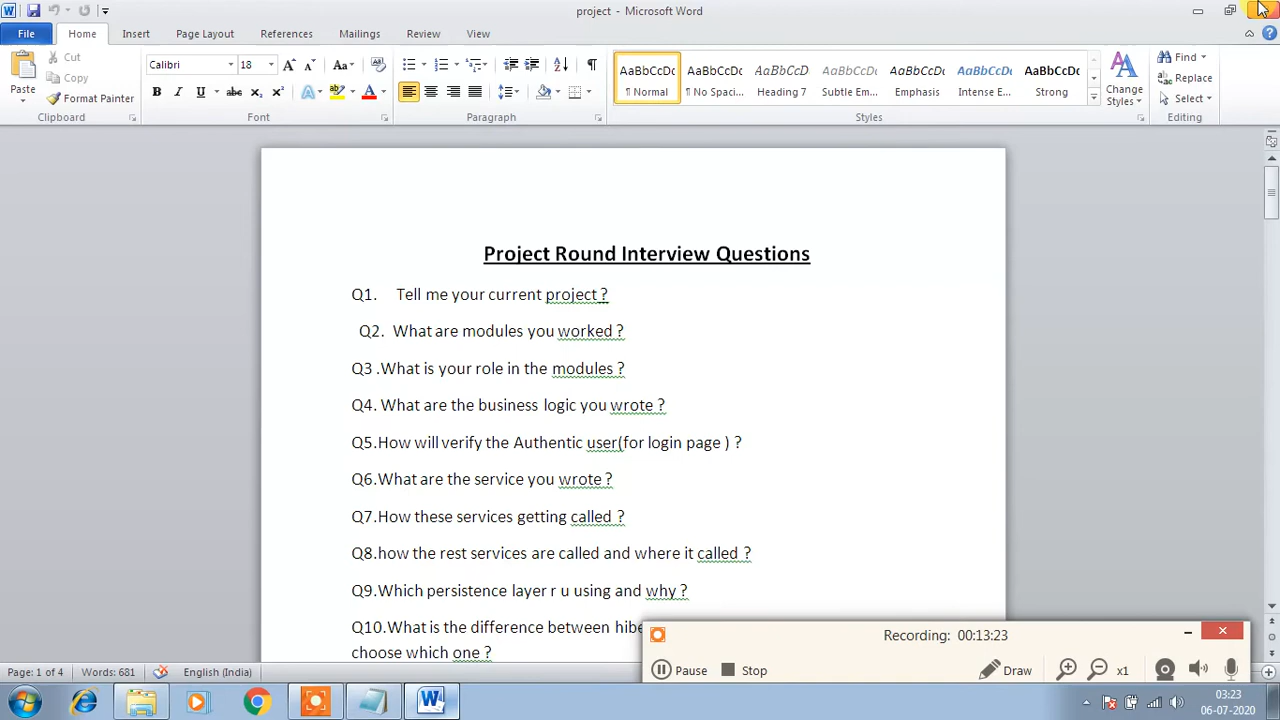 project - Microsoft Word
File Home Insert Page Layout References Mailings Review View
Paste Cut Copy Format Painter Clipboard
Calibri 18 Font
Paragraph
AaBbCcDc AaBbCcDc AaBbCcD AaBbCcDc AaBbCcDc AaBbCcDc AaBbCcDc
¶ Normal ¶ No Spaci... Heading 7 Subtle Em... Emphasis Intense E... Strong
Change Styles Styles
Find Replace Select Editing
Project Round Interview Questions
Q1. Tell me your current project ?
Q2. What are modules you worked ?
Q3 .What is your role in the modules ?
Q4. What are the business logic you wrote ?
Q5.How will verify the Authentic user(for login page ) ?
Q6.What are the service you wrote ?
Q7.How these services getting called ?
Q8.how the rest services are called and where it called ?
Q9.Which persistence layer r u using and why ?
Q10.What is the difference between hibe
choose which one ?
Recording: 00:13:23
Pause Stop Draw x1
Page: 1 of 4 Words: 681 English (India)
03:23
06-07-2020